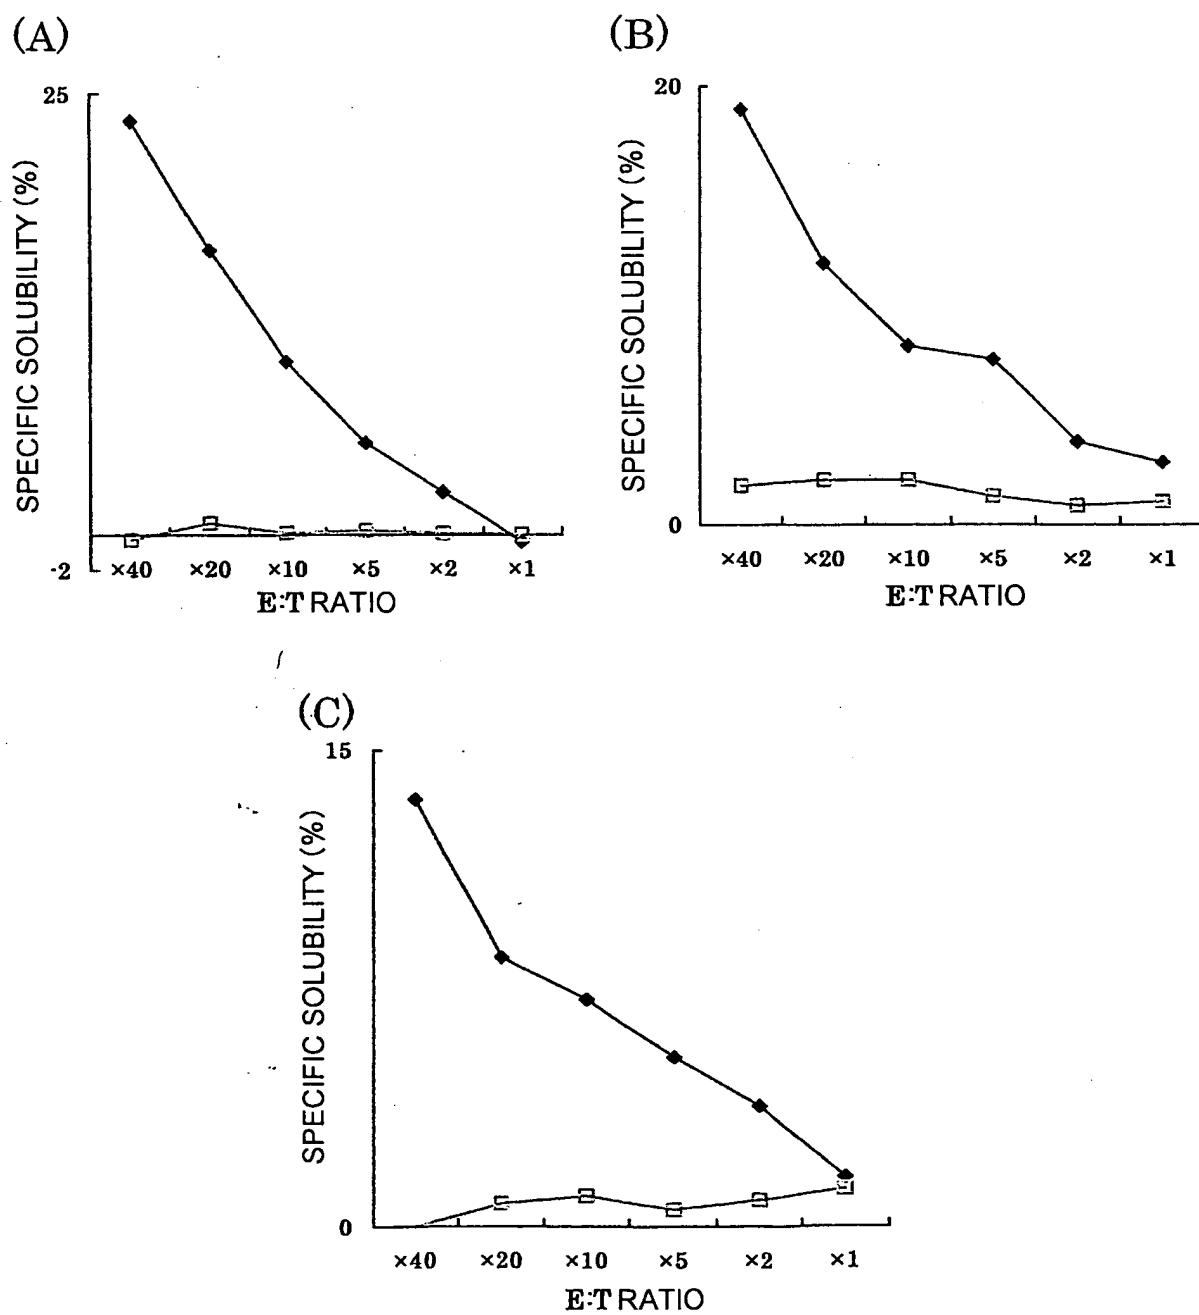 (A)
25
SPECIFIC SOLUBILITY (%)
-2
×40 ×20 ×10 ×5 ×2 ×1
E:T RATIO
(B)
20
SPECIFIC SOLUBILITY (%)
0
×40 ×20 ×10 ×5 ×2 ×1
E:T RATIO
(C)
15
SPECIFIC SOLUBILITY (%)
0
×40 ×20 ×10 ×5 ×2 ×1
E:T RATIO